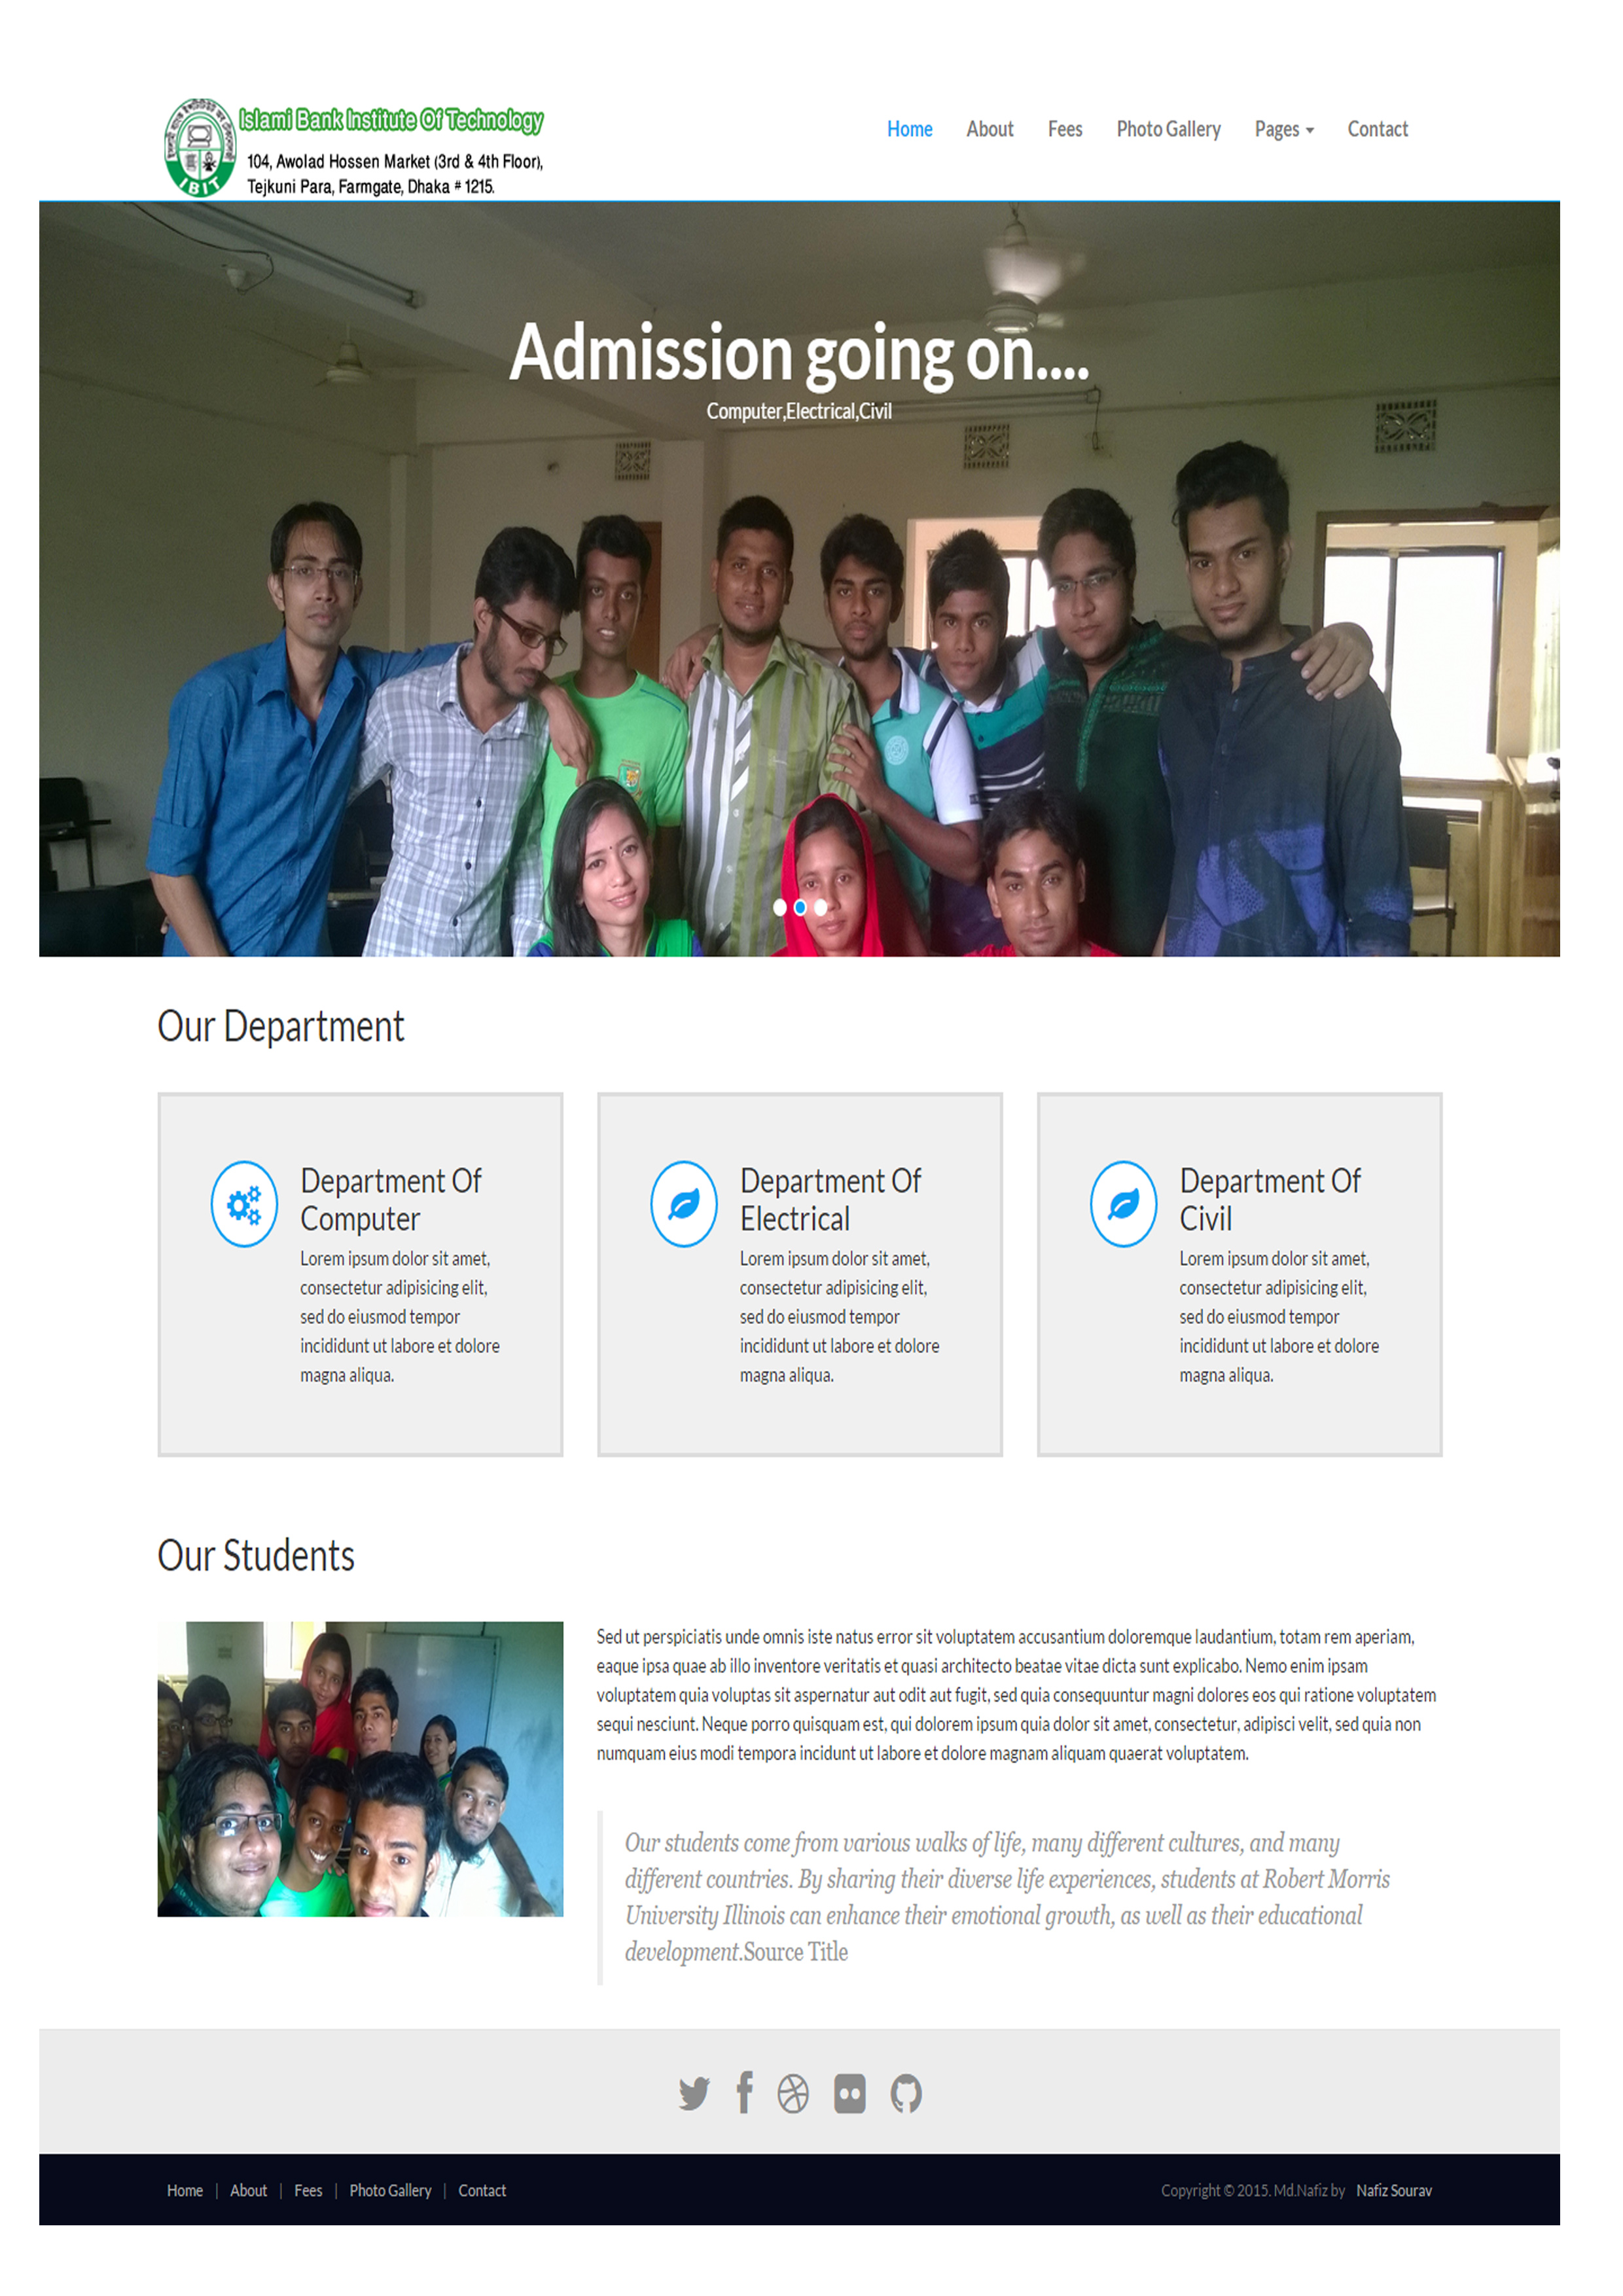 Islami Bank Institute Of Technology
104, Awolad Hossen Market (3rd & 4th Floor),
Tejkuni Para, Farmgate, Dhaka # 1215.
IBIT
Home About Fees Photo Gallery Pages Contact
Admission going on....
Computer,Electrical,Civil
Our Department
Department Of
Computer
Lorem ipsum dolor sit amet,
consectetur adipisicing elit,
sed do eiusmod tempor
incididunt ut labore et dolore
magna aliqua.
Department Of
Electrical
Lorem ipsum dolor sit amet,
consectetur adipisicing elit,
sed do eiusmod tempor
incididunt ut labore et dolore
magna aliqua.
Department Of
Civil
Lorem ipsum dolor sit amet,
consectetur adipisicing elit,
sed do eiusmod tempor
incididunt ut labore et dolore
magna aliqua.
Our Students
Sed ut perspiciatis unde omnis iste natus error sit voluptatem accusantium doloremque laudantium, totam rem aperiam,
eaque ipsa quae ab illo inventore veritatis et quasi architecto beatae vitae dicta sunt explicabo. Nemo enim ipsam
voluptatem quia voluptas sit aspernatur aut odit aut fugit, sed quia consequuntur magni dolores eos qui ratione voluptatem
sequi nesciunt. Neque porro quisquam est, qui dolorem ipsum quia dolor sit amet, consectetur, adipisci velit, sed quia non
numquam eius modi tempora incidunt ut labore et dolore magnam aliquam quaerat voluptatem.
Our students come from various walks of life, many different cultures, and many
different countries. By sharing their diverse life experiences, students at Robert Morris
University Illinois can enhance their emotional growth, as well as their educational
development.Source Title
Home | About | Fees | Photo Gallery | Contact
Copyright © 2015. Md.Nafiz by Nafiz Sourav